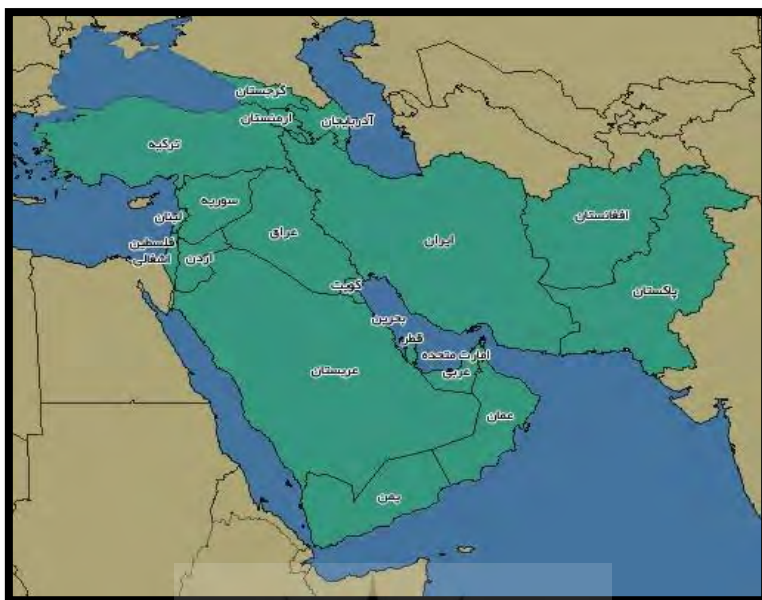 گرجستان
ارمنستان
آذربایجان
ترکیه
سوریه
لبنان
عراق
ایران
افغانستان
فلسطین
اشغالی
اردن
پاکستان
کویت
بحرین
قطر
امارت متحده
عربی
عربستان
عمان
یمن